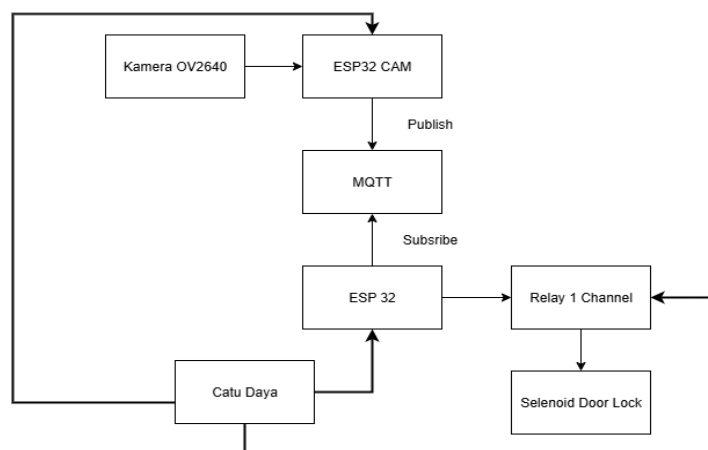 Kamera OV2640
ESP32 CAM
Publish
MQTT
Subsribe
ESP 32
Relay 1 Channel
Catu Daya
Selenoid Door Lock